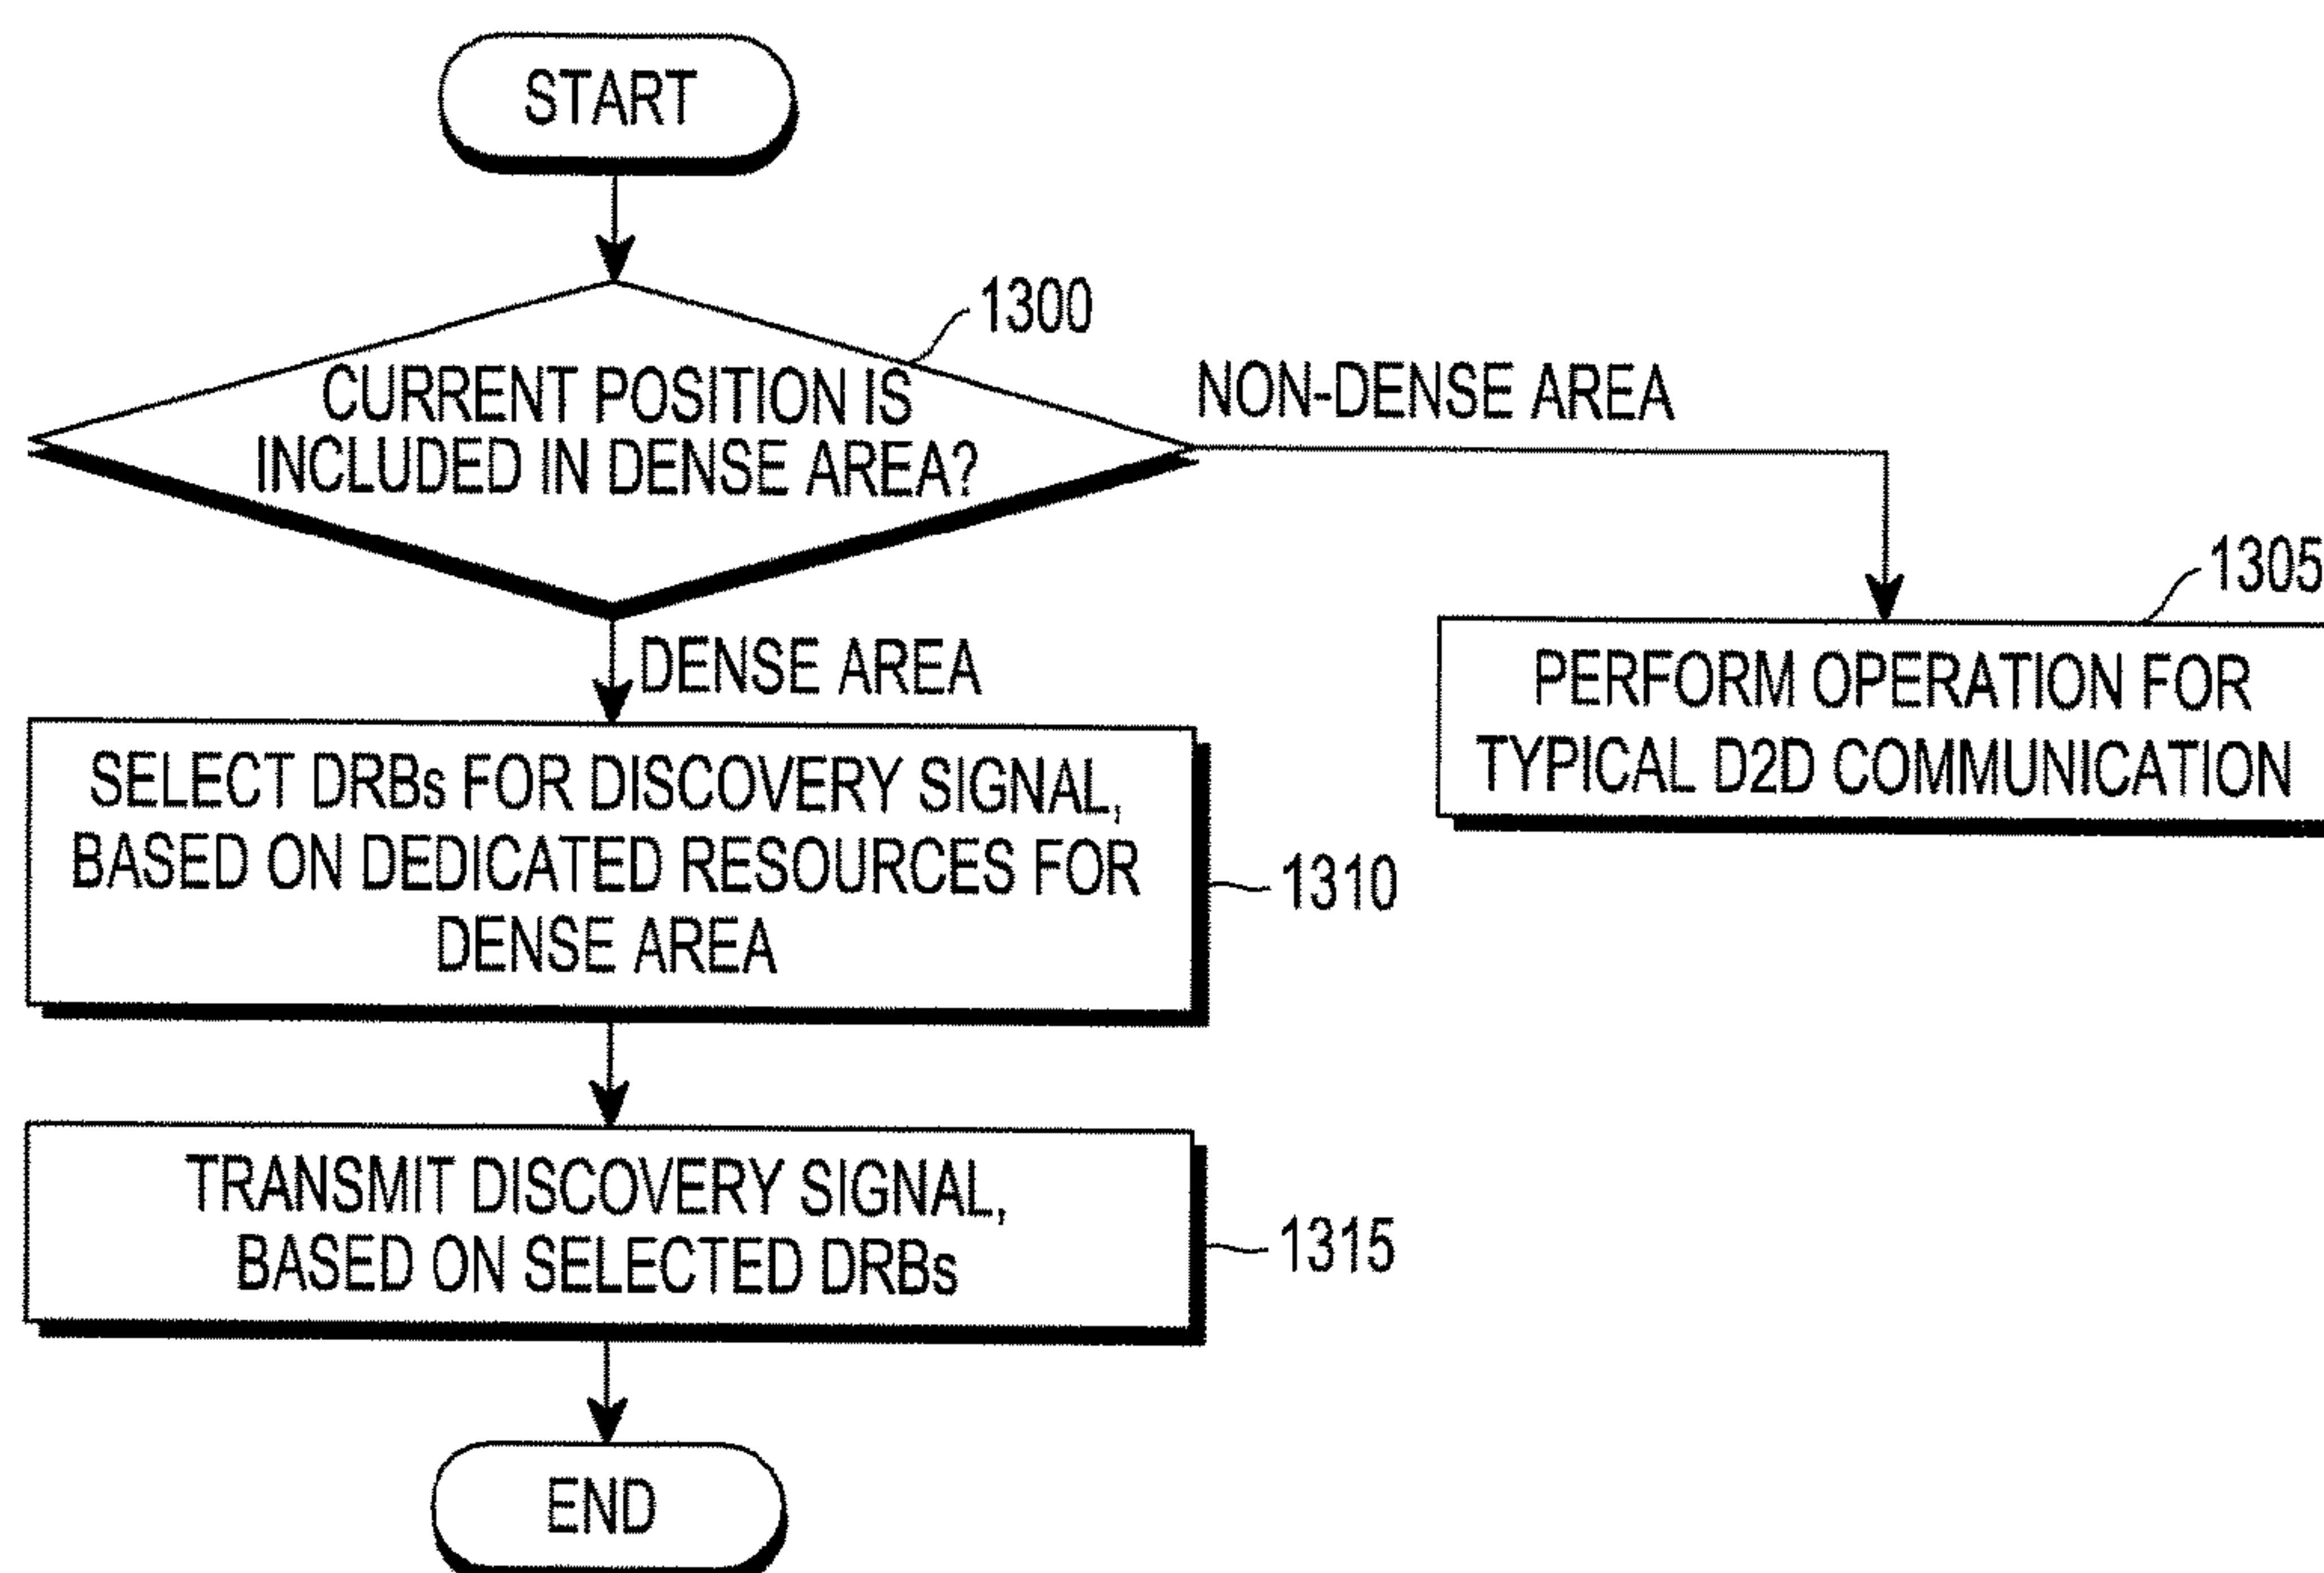 START
1300
CURRENT POSITION IS
INCLUDED IN DENSE AREA?
NON-DENSE AREA
1305
PERFORM OPERATION FOR
TYPICAL D2D COMMUNICATION
DENSE AREA
SELECT DRBs FOR DISCOVERY SIGNAL,
BASED ON DEDICATED RESOURCES FOR
DENSE AREA
1310
TRANSMIT DISCOVERY SIGNAL,
BASED ON SELECTED DRBs
1315
END